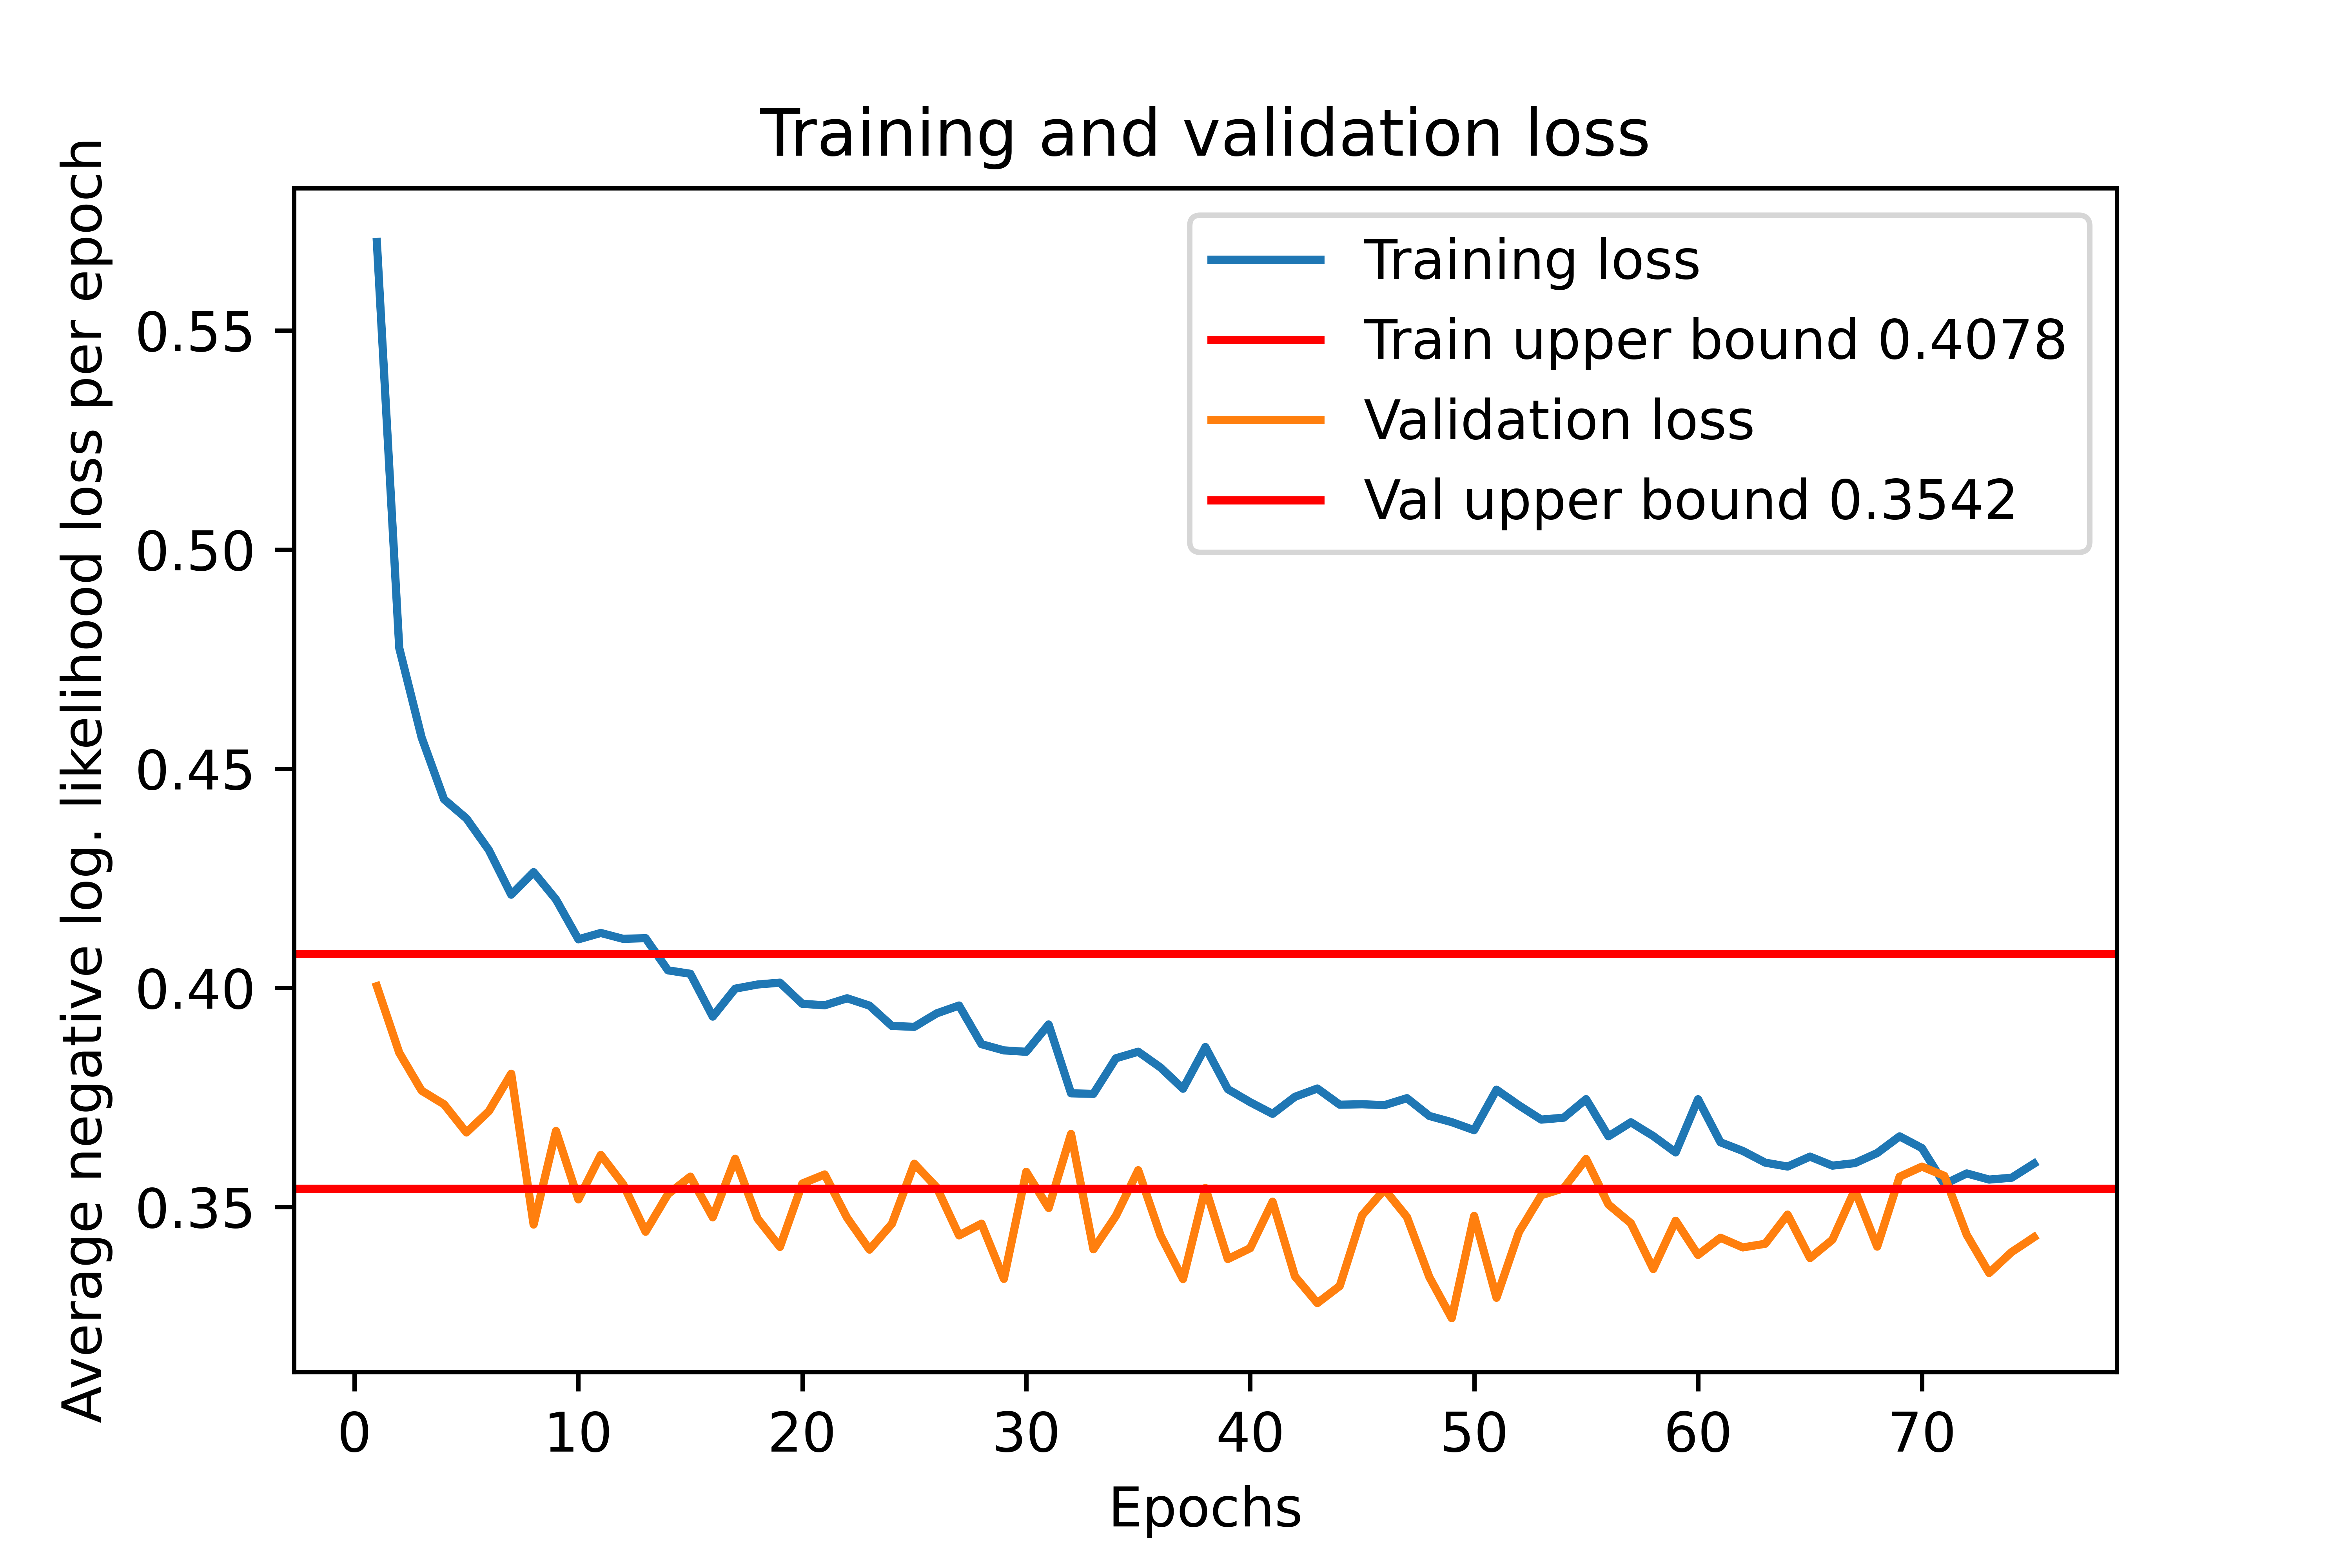 Training and validation loss
Average negative log. likelihood loss per epoch
0.55
0.50
0.45
0.40
0.35
Training loss
Train upper bound 0.4078
Validation loss
Val upper bound 0.3542
0 10 20 30 40 50 60 70
Epochs